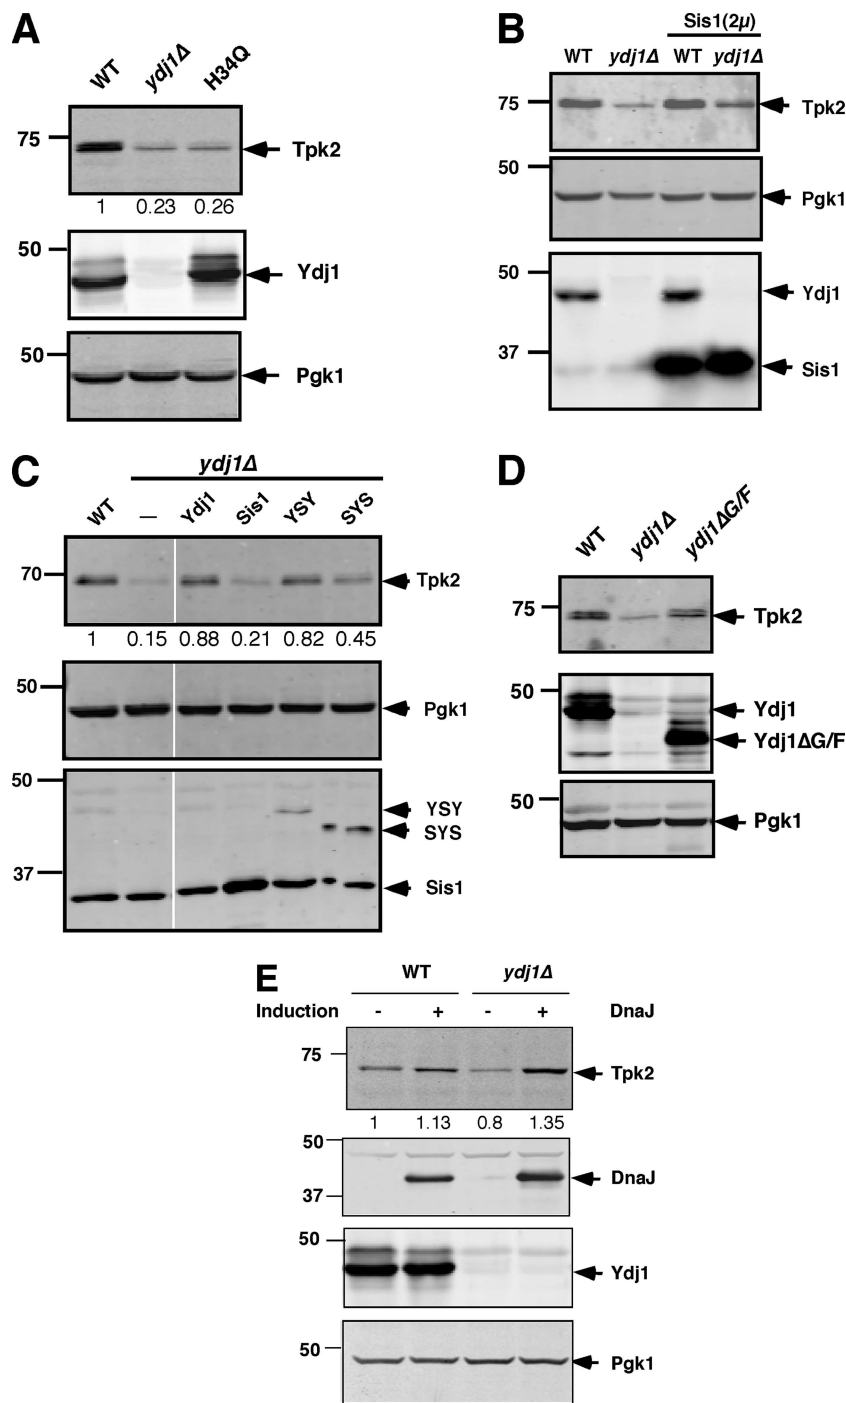 A
WT ydj1Δ H34Q
75
Tpk2
1 0.23 0.26
50
Ydj1
50
Pgk1
B
Sis1(2μ)
WT ydj1Δ WT ydj1Δ
75
Tpk2
50
Pgk1
50
Ydj1
37
Sis1
C
ydj1Δ
WT — Ydj1 Sis1 YSY SYS
70
Tpk2
1 0.15 0.88 0.21 0.82 0.45
50
Pgk1
50
YSY
SYS
37
Sis1
D
WT ydj1Δ ydj1ΔG/F
75
Tpk2
50
Ydj1
Ydj1ΔG/F
50
Pgk1
E
WT ydj1Δ
Induction - + - + DnaJ
75
Tpk2
1 1.13 0.8 1.35
50
DnaJ
37
50
Ydj1
50
Pgk1